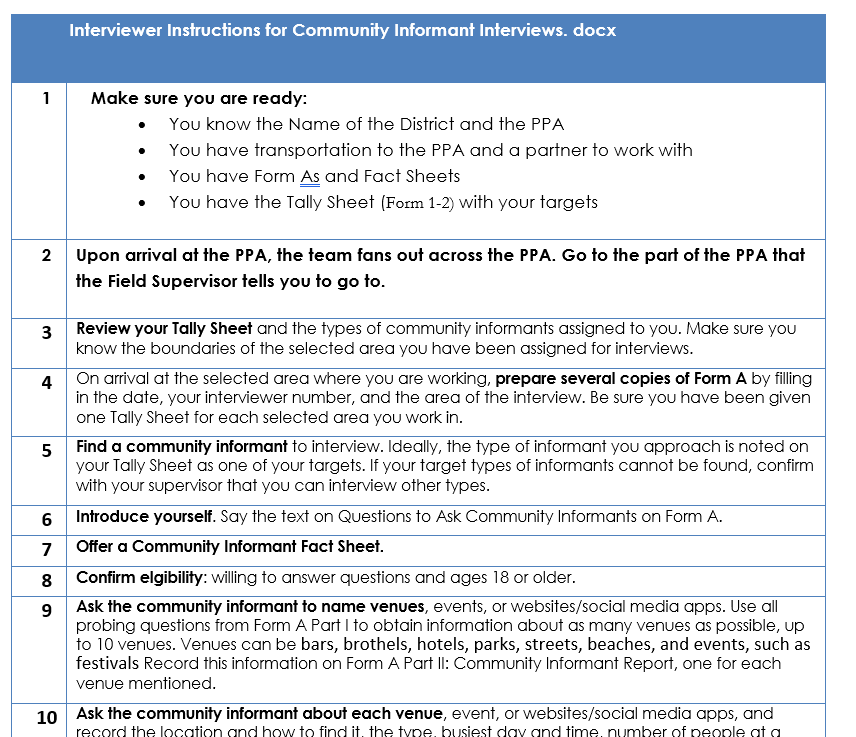 Interviewer Instructions for Community Informant Interviews. docx
1 Make sure you are ready:
• You know the Name of the District and the PPA
• You have transportation to the PPA and a partner to work with
• You have Form As and Fact Sheets
• You have the Tally Sheet (Form 1-2) with your targets
2 Upon arrival at the PPA, the team fans out across the PPA. Go to the part of the PPA that
the Field Supervisor tells you to go to.
3 Review your Tally Sheet and the types of community informants assigned to you. Make sure you
know the boundaries of the selected area you have been assigned for interviews.
4 On arrival at the selected area where you are working, prepare several copies of Form A by filling
in the date, your interviewer number, and the area of the interview. Be sure you have been given
one Tally Sheet for each selected area you work in.
5 Find a community informant to interview. Ideally, the type of informant you approach is noted on
your Tally Sheet as one of your targets. If your target types of informants cannot be found, confirm
with your supervisor that you can interview other types.
6 Introduce yourself. Say the text on Questions to Ask Community Informants on Form A.
7 Offer a Community Informant Fact Sheet.
8 Confirm elgibility: willing to answer questions and ages 18 or older.
9 Ask the community informant to name venues, events, or websites/social media apps. Use all
probing questions from Form A Part I to obtain information about as many venues as possible, up
to 10 venues. Venues can be bars, brothels, hotels, parks, streets, beaches, and events, such as
festivals Record this information on Form A Part II: Community Informant Report, one for each
venue mentioned.
10 Ask the community informant about each venue, event, or websites/social media apps, and
record the location and how to find it, the type, busiest day and time, number of people at a